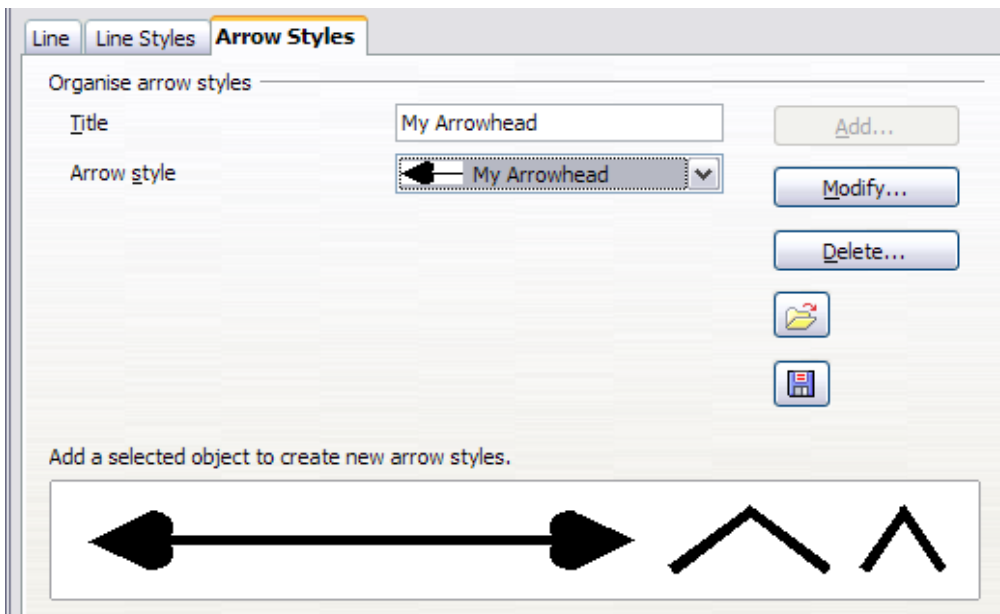 Line Line Styles Arrow Styles
Organise arrow styles
Title My Arrowhead Add...
Arrow style My Arrowhead Modify...
Delete...
Add a selected object to create new arrow styles.